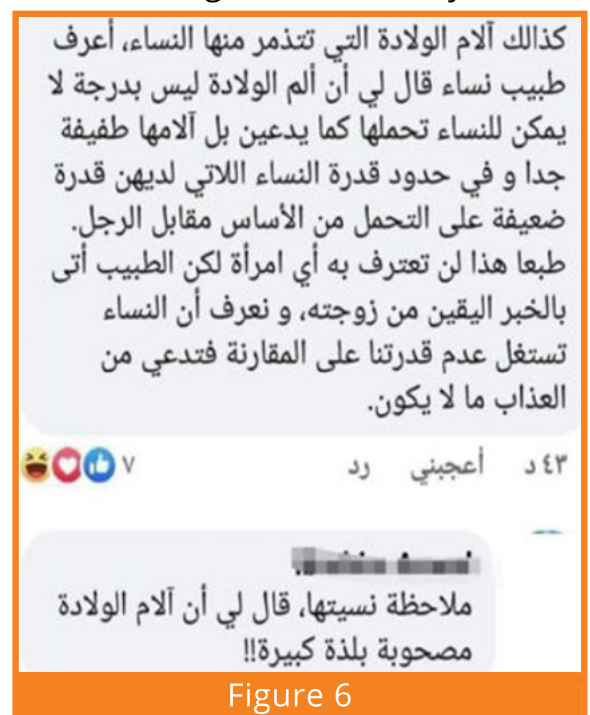 كذالك آلام الولادة التي تتذمر منها النساء، أعرف
طبيب نساء قال لي أن ألم الولادة ليس بدرجة لا
يمكن للنساء تحملها كما يدعين بل آلامها طفيفة
جدا و في حدود قدرة النساء اللاتي لديهن قدرة
ضعيفة على التحمل من الأساس مقابل الرجل.
طبعا هذا لن تعترف به أي امرأة لكن الطبيب أتى
بالخبر اليقين من زوجته، و نعرف أن النساء
تستغل عدم قدرتنا على المقارنة فتدعي من
العذاب ما لا يكون.
٤٣ د أعجبني رد ٧
ملاحظة نسيتها، قال لي أن آلام الولادة
مصحوبة بلذة كبيرة!!
Figure 6